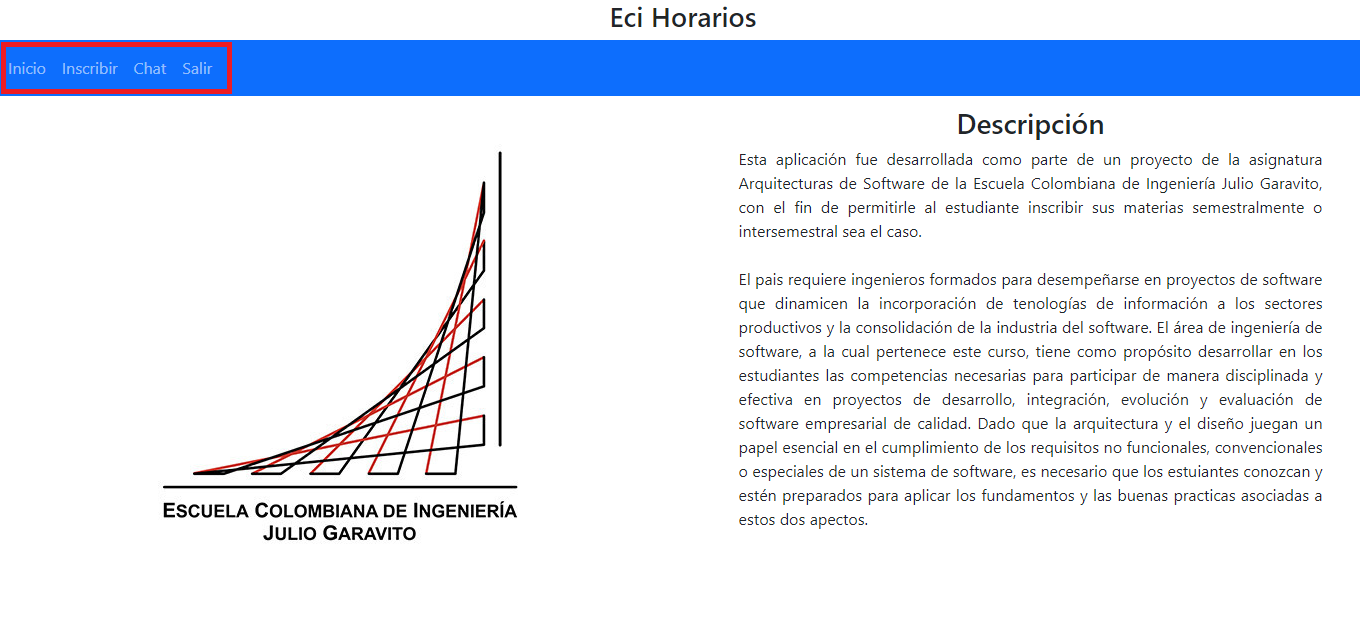 Eci Horarios
Inicio Inscribir Chat Salir
ESCUELA COLOMBIANA DE INGENIERÍA
JULIO GARAVITO
Descripción
Esta aplicación fue desarrollada como parte de un proyecto de la asignatura
Arquitecturas de Software de la Escuela Colombiana de Ingeniería Julio Garavito,
con el fin de permitirle al estudiante inscribir sus materias semestralmente o
intersemestral sea el caso.
El pais requiere ingenieros formados para desempeñarse en proyectos de software
que dinamicen la incorporación de tenologías de información a los sectores
productivos y la consolidación de la industria del software. El área de ingeniería de
software, a la cual pertenece este curso, tiene como propósito desarrollar en los
estudiantes las competencias necesarias para participar de manera disciplinada y
efectiva en proyectos de desarrollo, integración, evolución y evaluación de
software empresarial de calidad. Dado que la arquitectura y el diseño juegan un
papel esencial en el cumplimiento de los requisitos no funcionales, convencionales
o especiales de un sistema de software, es necesario que los estuiantes conozcan y
estén preparados para aplicar los fundamentos y las buenas practicas asociadas a
estos dos apectos.